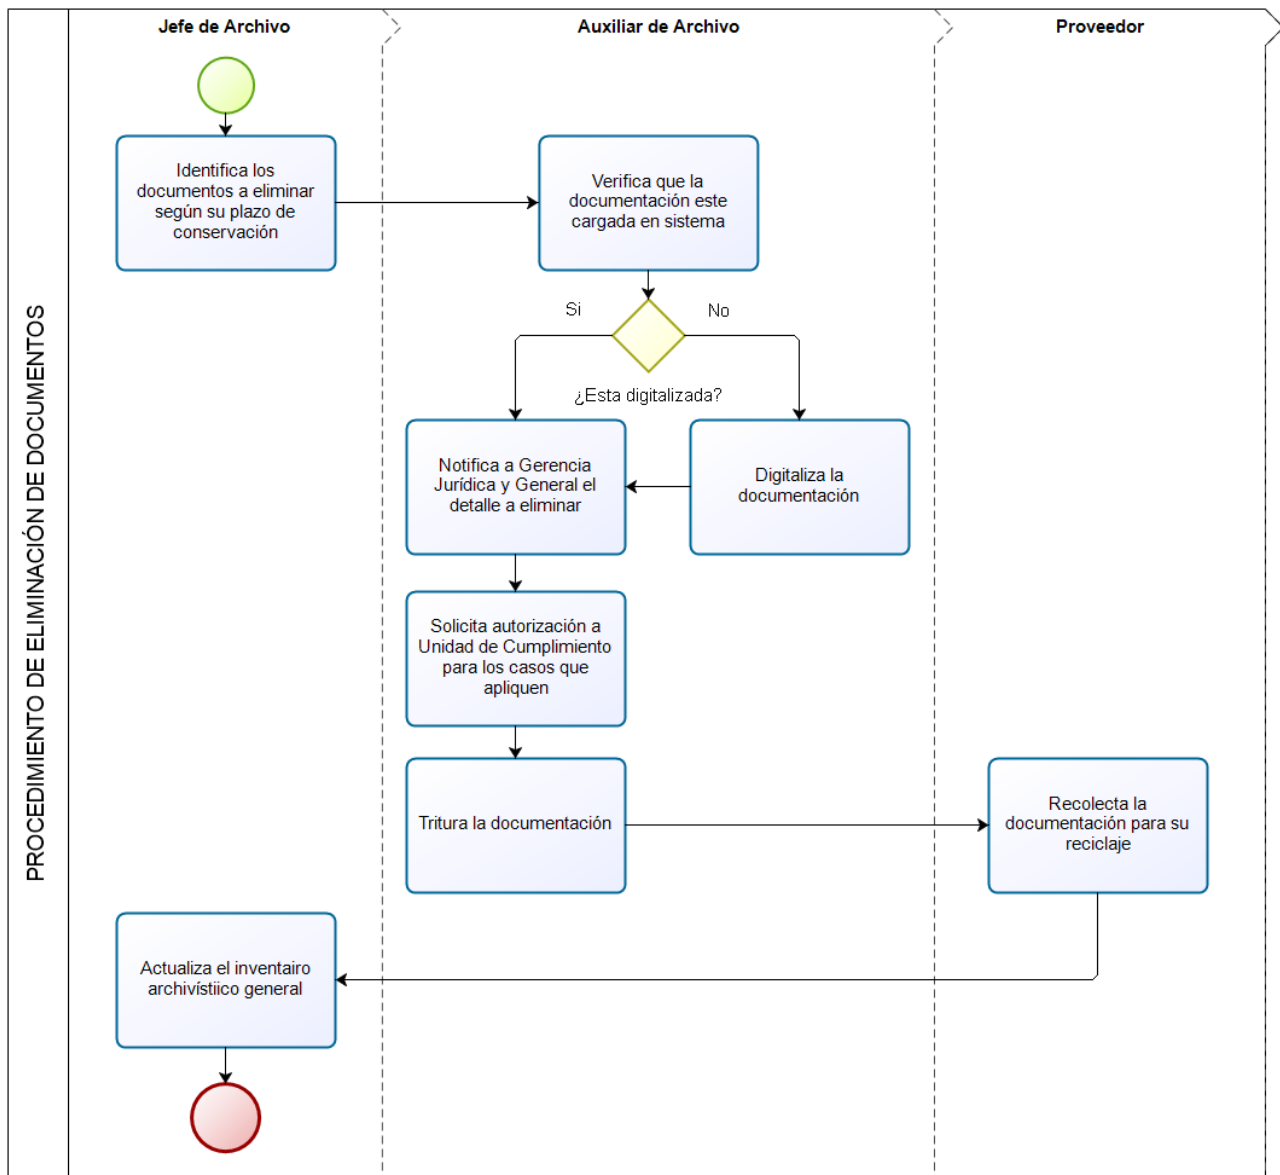 PROCEDIMIENTO DE ELIMINACIÓN DE DOCUMENTOS
Jefe de Archivo
Auxiliar de Archivo
Proveedor
Identifica los
documentos a eliminar
según su plazo de
conservación
Verifica que la
documentación este
cargada en sistema
Si
No
¿Esta digitalizada?
Notifica a Gerencia
Jurídica y General el
detalle a eliminar
Digitaliza la
documentación
Solicita autorización a
Unidad de Cumplimiento
para los casos que
apliquen
Tritura la documentación
Recolecta la
documentación para su
reciclaje
Actualiza el inventairo
archivístiico general